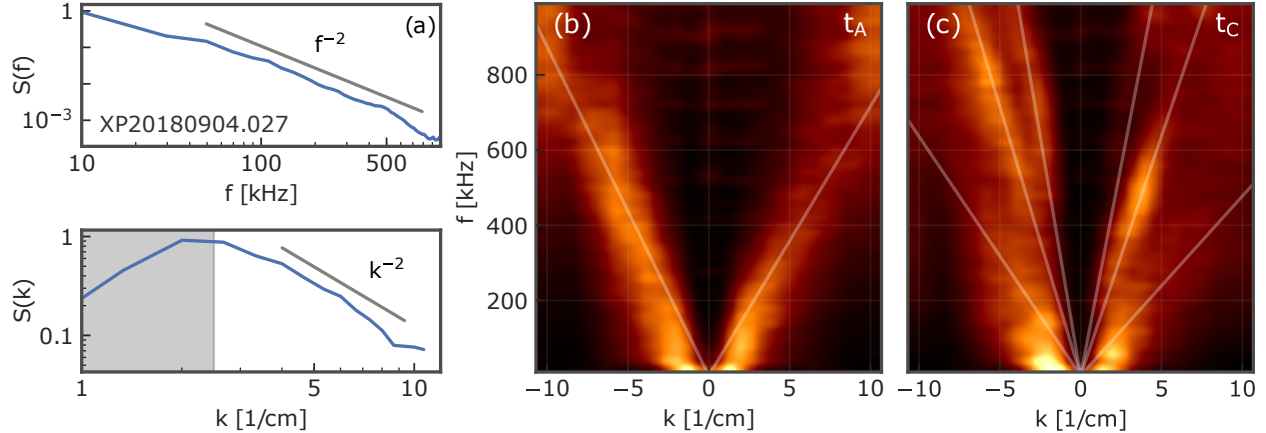 (a)
1
S(f)
f⁻²
10⁻³
XP20180904.027
10 100 500
f [kHz]
1
S(k)
k⁻²
0.1
1 5 10
k [1/cm]
(b) t_A
f [kHz]
800
600
400
200
−10 −5 0 5 10
k [1/cm]
(c) t_C
−10 −5 0 5 10
k [1/cm]